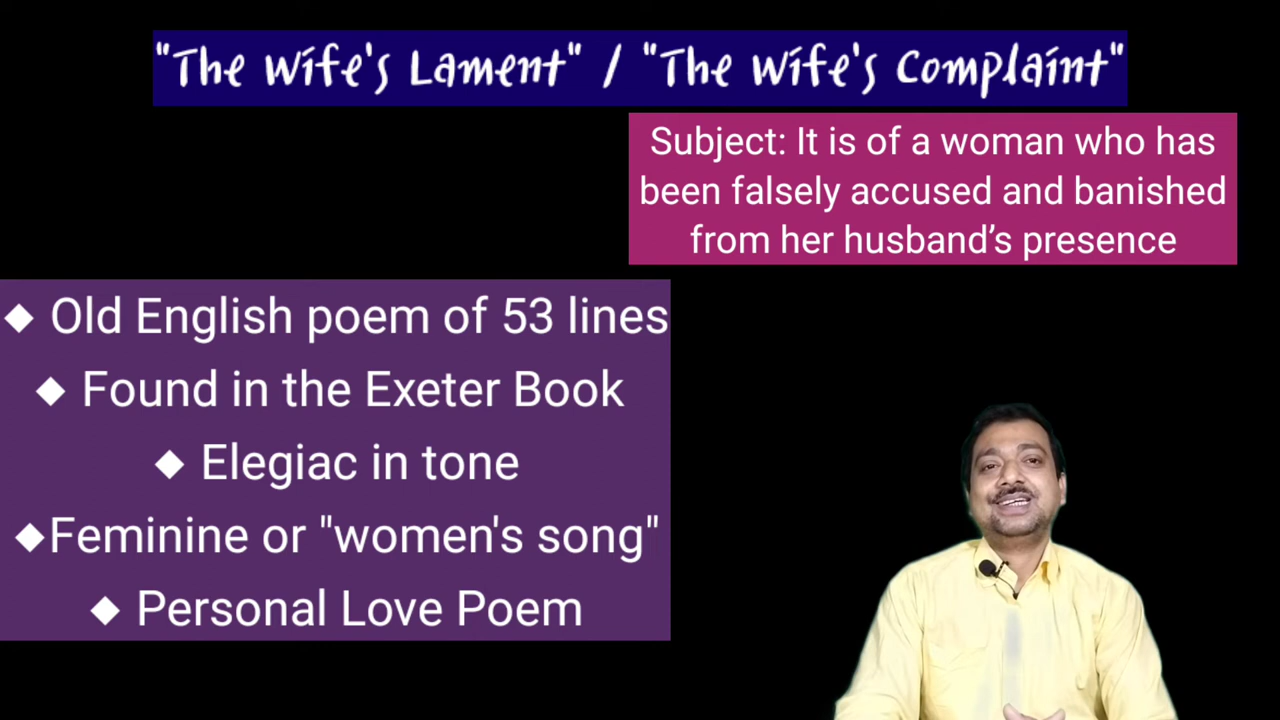 "The Wife's Lament" / "The Wife's Complaint"
Subject: It is of a woman who has
been falsely accused and banished
from her husband’s presence
◆ Old English poem of 53 lines
◆ Found in the Exeter Book
◆ Elegiac in tone
◆Feminine or "women's song"
◆ Personal Love Poem